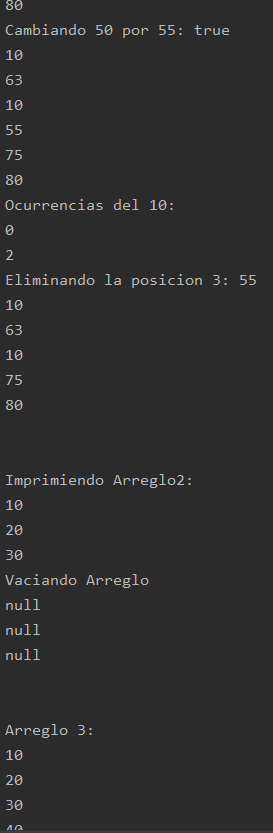 80
Cambiando 50 por 55: true
10
63
10
55
75
80
Ocurrencias del 10:
0
2
Eliminando la posicion 3: 55
10
63
10
75
80
Imprimiendo Arreglo2:
10
20
30
Vaciando Arreglo
null
null
null
Arreglo 3:
10
20
30
40